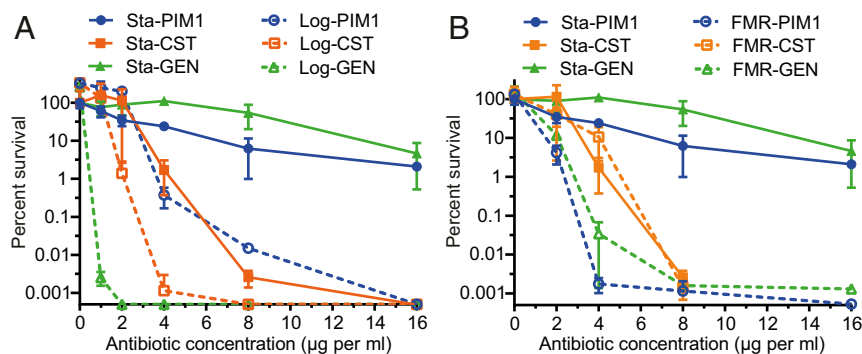 A
Sta-PIM1 Log-PIM1
Sta-CST Log-CST
Sta-GEN Log-GEN
Percent survival
100
10
1
0.1
0.01
0.001
0 2 4 6 8 10 12 14 16
Antibiotic concentration (µg per ml)
B
Sta-PIM1 FMR-PIM1
Sta-CST FMR-CST
Sta-GEN FMR-GEN
Percent survival
100
10
1
0.1
0.01
0.001
0 2 4 6 8 10 12 14 16
Antibiotic concentration (µg per ml)